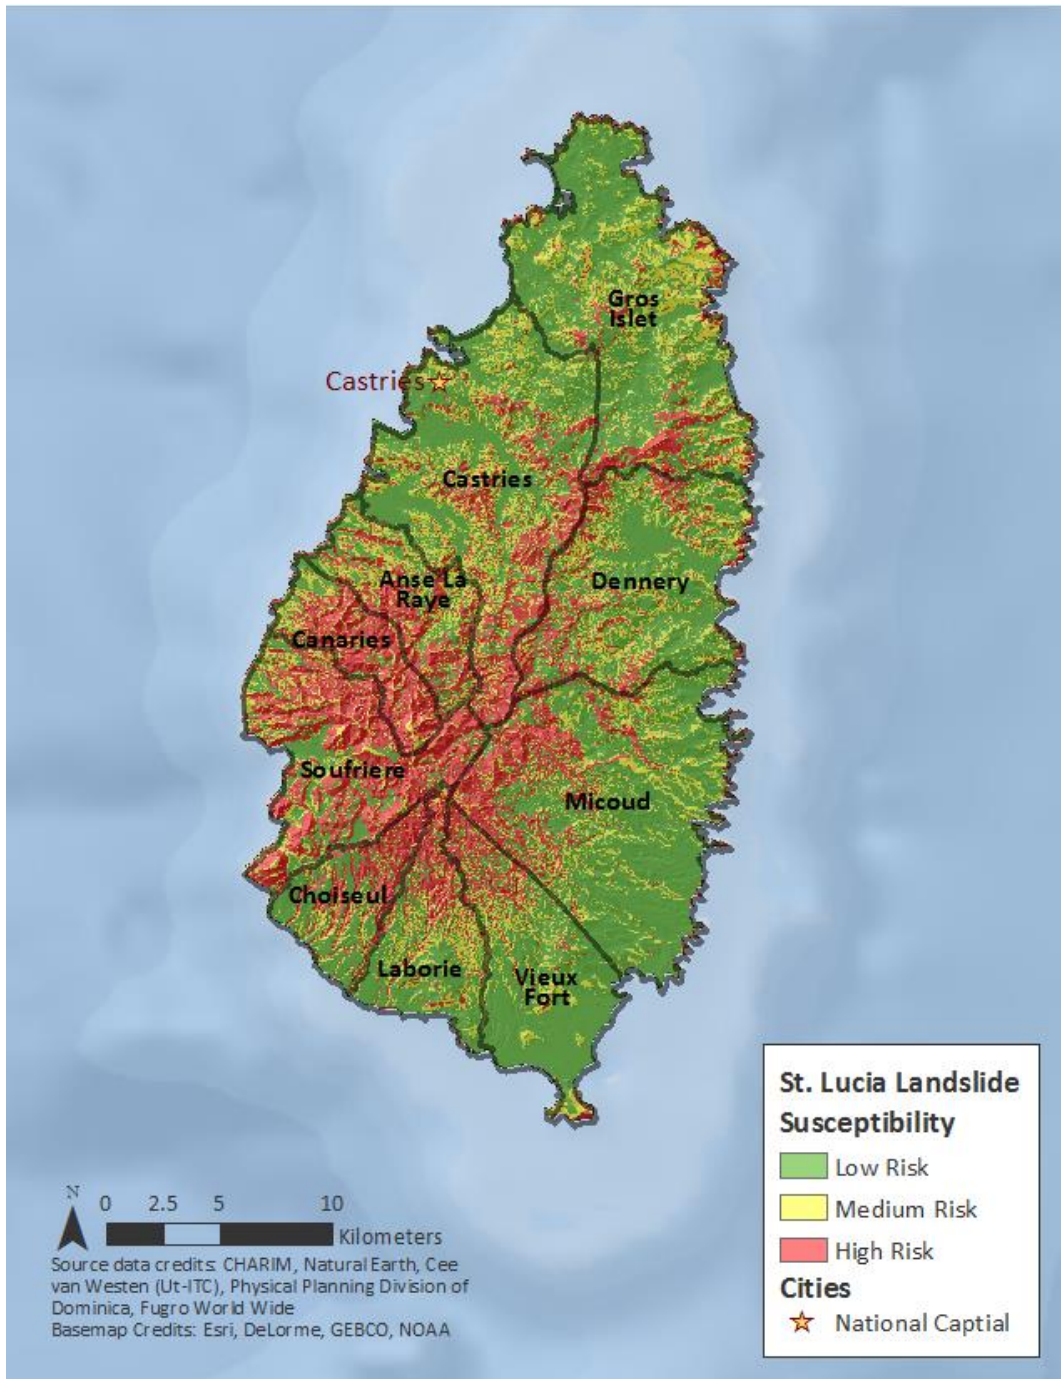 Gros
Islet
Castries
Castries
Anse La
Raye
Dennery
Canaries
Soufriere
Micoud
Choiseul
Laborie
Vieux
Fort
St. Lucia Landslide
Susceptibility
Low Risk
Medium Risk
High Risk
Cities
National Captial
N
0 2.5 5 10
Kilometers
Source data credits: CHARIM, Natural Earth, Cee
van Westen (Ut-ITC), Physical Planning Division of
Dominica, Fugro World Wide
Basemap Credits: Esri, DeLorme, GEBCO, NOAA